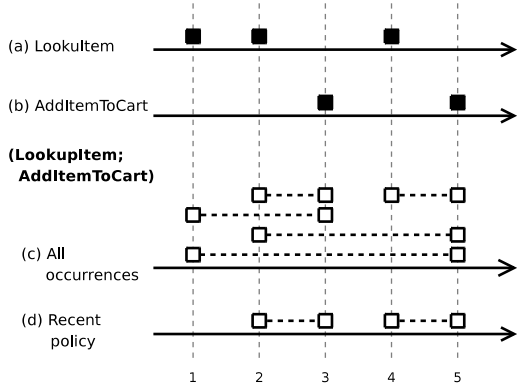 (a) LookuItem
(b) AddItemToCart
(LookupItem;
AddItemToCart)
(c) All
occurrences
(d) Recent
policy
1 2 3 4 5